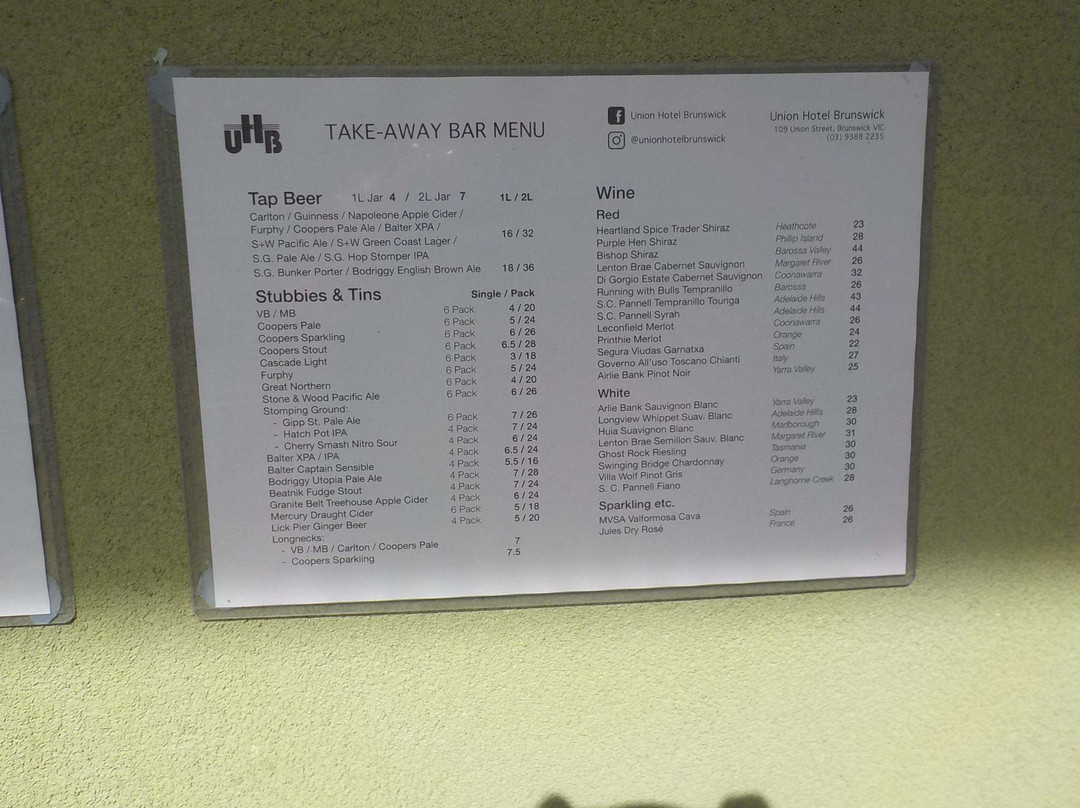 UHB
TAKE-AWAY BAR MENU
Union Hotel Brunswick
@unionhotelbrunswick
Union Hotel Brunswick
109 Union Street, Brunswick VIC
(03) 9388 2235
Tap Beer 1L Jar 4 / 2L Jar 7 1L / 2L
Carlton / Guinness / Napoleone Apple Cider /
Furphy / Coopers Pale Ale / Balter XPA /
S+W Pacific Ale / S+W Green Coast Lager / 16 / 32
S.G. Pale Ale / S.G. Hop Stomper IPA
S.G. Bunker Porter / Bodriggy English Brown Ale 18 / 36
Stubbies & Tins Single / Pack
VB / MB 6 Pack 4 / 20
Coopers Pale 6 Pack 5 / 24
Coopers Sparkling 6 Pack 6 / 26
Coopers Stout 6 Pack 6.5 / 28
Cascade Light 6 Pack 3 / 18
Furphy 6 Pack 5 / 24
Great Northern 6 Pack 4 / 20
Stone & Wood Pacific Ale 6 Pack 6 / 26
Stomping Ground:
- Gipp St. Pale Ale 6 Pack 7 / 26
- Hatch Pot IPA 4 Pack 7 / 24
- Cherry Smash Nitro Sour 4 Pack 6 / 24
Balter XPA / IPA 4 Pack 6.5 / 24
Balter Captain Sensible 4 Pack 5.5 / 16
Bodriggy Utopia Pale Ale 4 Pack 7 / 28
Beatnik Fudge Stout 4 Pack 7 / 24
Granite Belt Treehouse Apple Cider 4 Pack 6 / 24
Mercury Draught Cider 6 Pack 5 / 18
Lick Pier Ginger Beer 4 Pack 5 / 20
Longnecks:
- VB / MB / Carlton / Coopers Pale 7
- Coopers Sparkling 7.5
Wine
Red
Heartland Spice Trader Shiraz Heathcote 23
Purple Hen Shiraz Phillip Island 28
Bishop Shiraz Barossa Valley 44
Lenton Brae Cabernet Sauvignon Margaret River 26
Di Gorgio Estate Cabernet Sauvignon Coonawarra 32
Running with Bulls Tempranillo Barossa 26
S.C. Pannell Tempranillo Touriga Adelaide Hills 43
S.C. Pannell Syrah Adelaide Hills 44
Leconfield Merlot Coonawarra 26
Printhie Merlot Orange 24
Segura Viudas Garnatxa Spain 22
Governo All'uso Toscano Chianti Italy 27
Airlie Bank Pinot Noir Yarra Valley 25
White
Arlie Bank Sauvignon Blanc Yarra Valley 23
Longview Whippet Suav. Blanc Adelaide Hills 28
Huia Suavignon Blanc Marlborough 30
Lenton Brae Semillon Sauv. Blanc Margaret River 31
Ghost Rock Riesling Tasmania 30
Swinging Bridge Chardonnay Orange 30
Villa Wolf Pinot Gris Germany 30
S. C. Pannell Fiano Langhorne Creek 28
Sparkling etc.
MVSA Valformosa Cava Spain 26
Jules Dry Rosé France 26